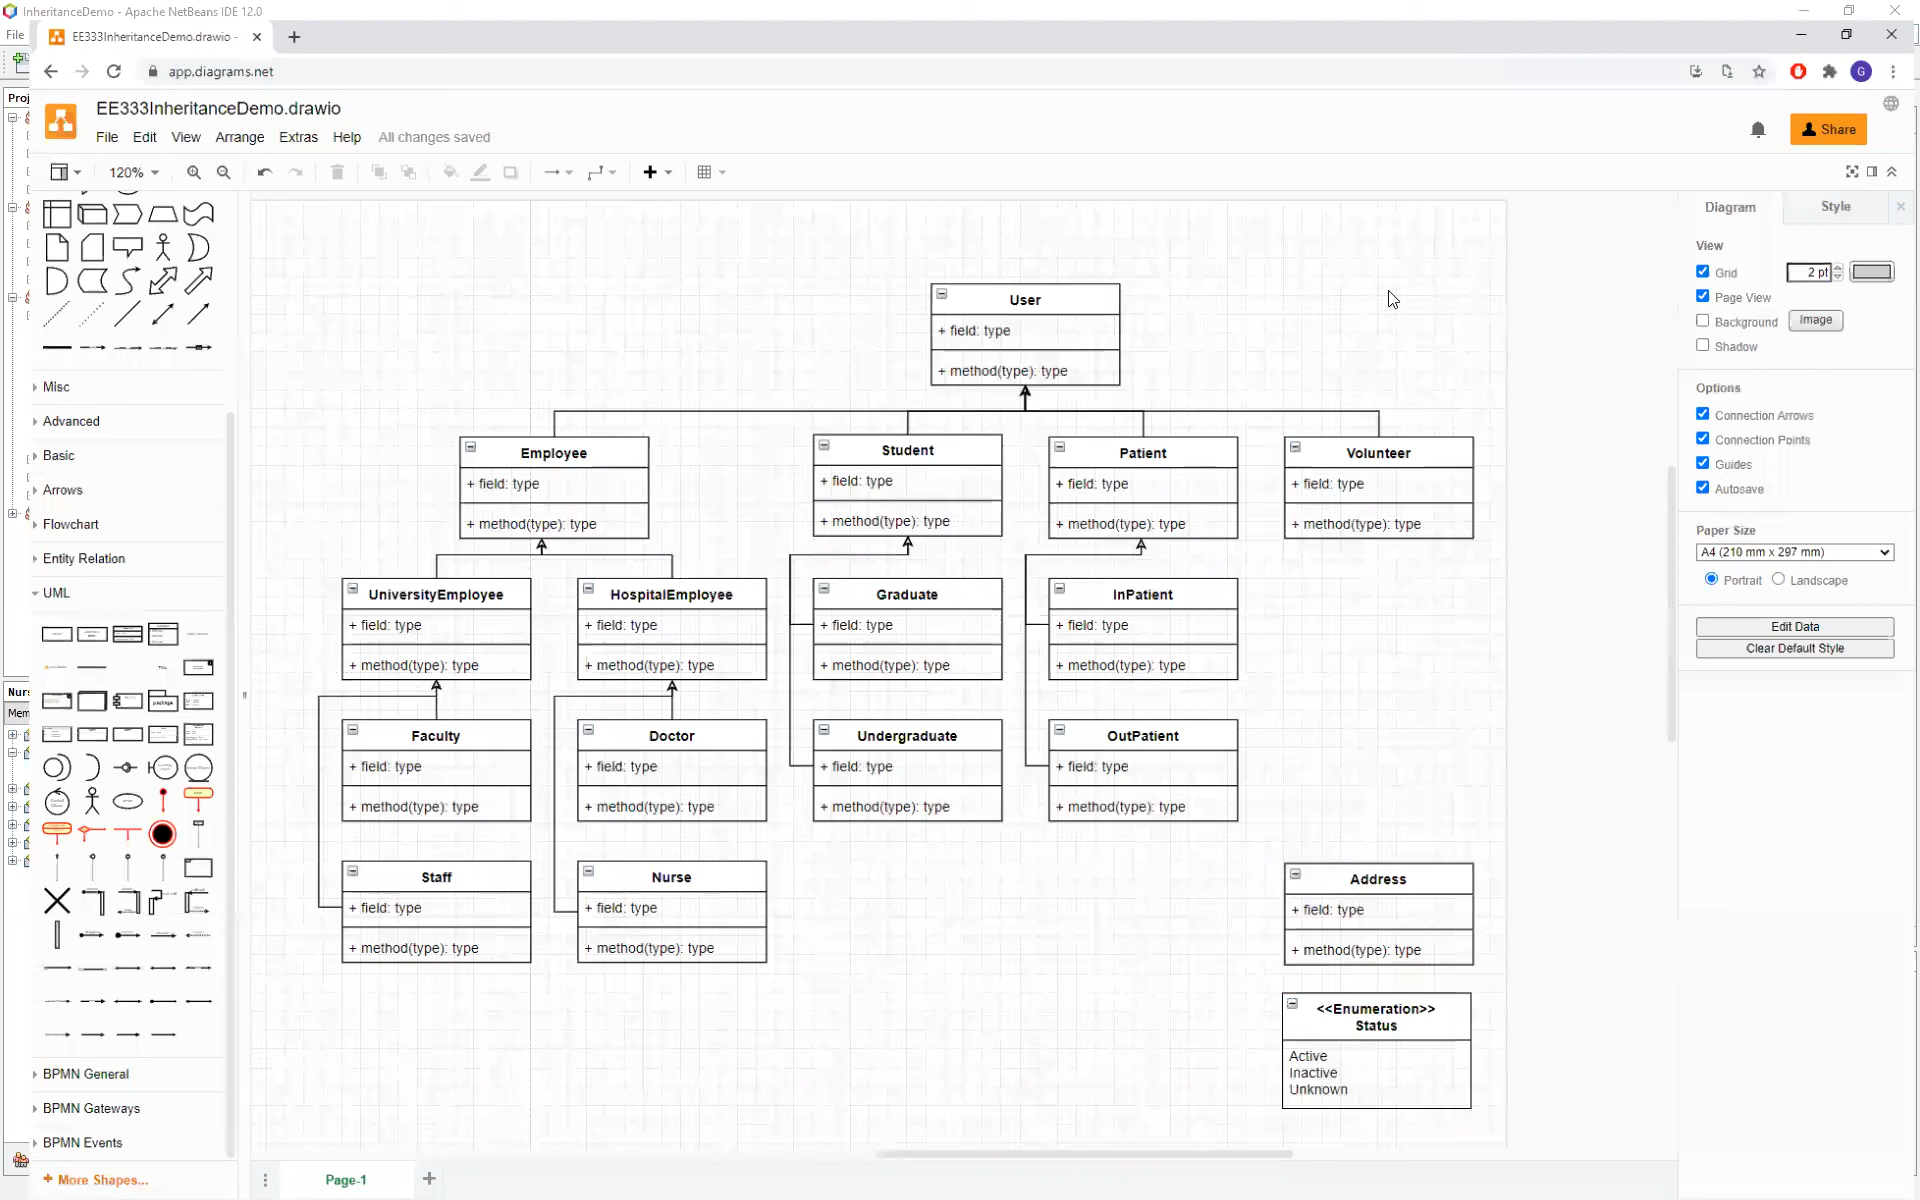 InheritanceDemo - Apache NetBeans IDE 12.0
File
EE333InheritanceDemo.drawio -
app.diagrams.net
G
Proj
EE333InheritanceDemo.drawio
File Edit View Arrange Extras Help All changes saved
Share
120%
Diagram Style
View
Grid 2 pt
Page View
Background Image
Shadow
Options
Connection Arrows
Connection Points
Guides
Autosave
Paper Size
A4 (210 mm x 297 mm)
Portrait Landscape
Edit Data
Clear Default Style
Misc
Advanced
Basic
Arrows
Flowchart
Entity Relation
UML
BPMN General
BPMN Gateways
BPMN Events
+ More Shapes...
Nurs
Mem
User
+ field: type
+ method(type): type
Employee
+ field: type
+ method(type): type
Student
+ field: type
+ method(type): type
Patient
+ field: type
+ method(type): type
Volunteer
+ field: type
+ method(type): type
UniversityEmployee
+ field: type
+ method(type): type
HospitalEmployee
+ field: type
+ method(type): type
Graduate
+ field: type
+ method(type): type
InPatient
+ field: type
+ method(type): type
Faculty
+ field: type
+ method(type): type
Doctor
+ field: type
+ method(type): type
Undergraduate
+ field: type
+ method(type): type
OutPatient
+ field: type
+ method(type): type
Staff
+ field: type
+ method(type): type
Nurse
+ field: type
+ method(type): type
Address
+ field: type
+ method(type): type
<<Enumeration>>
Status
Active
Inactive
Unknown
Page-1